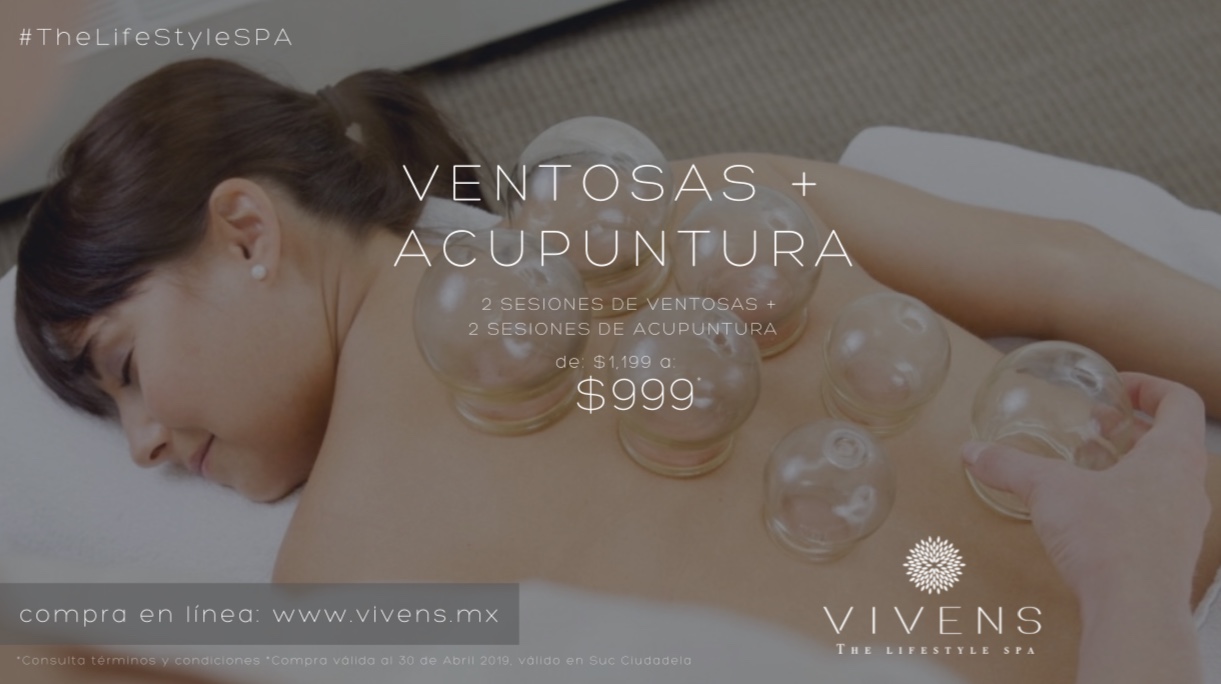 #TheLifeStyleSPA
VENTOSAS +
ACUPUNTURA
2 SESIONES DE VENTOSAS +
2 SESIONES DE ACUPUNTURA
de: $1,199 a:
$999*
compra en línea: www.vivens.mx
VIVENS
THE LIFESTYLE SPA
*Consulta términos y condiciones *Compra válida al 30 de Abril 2019, válido en Suc Ciudadela